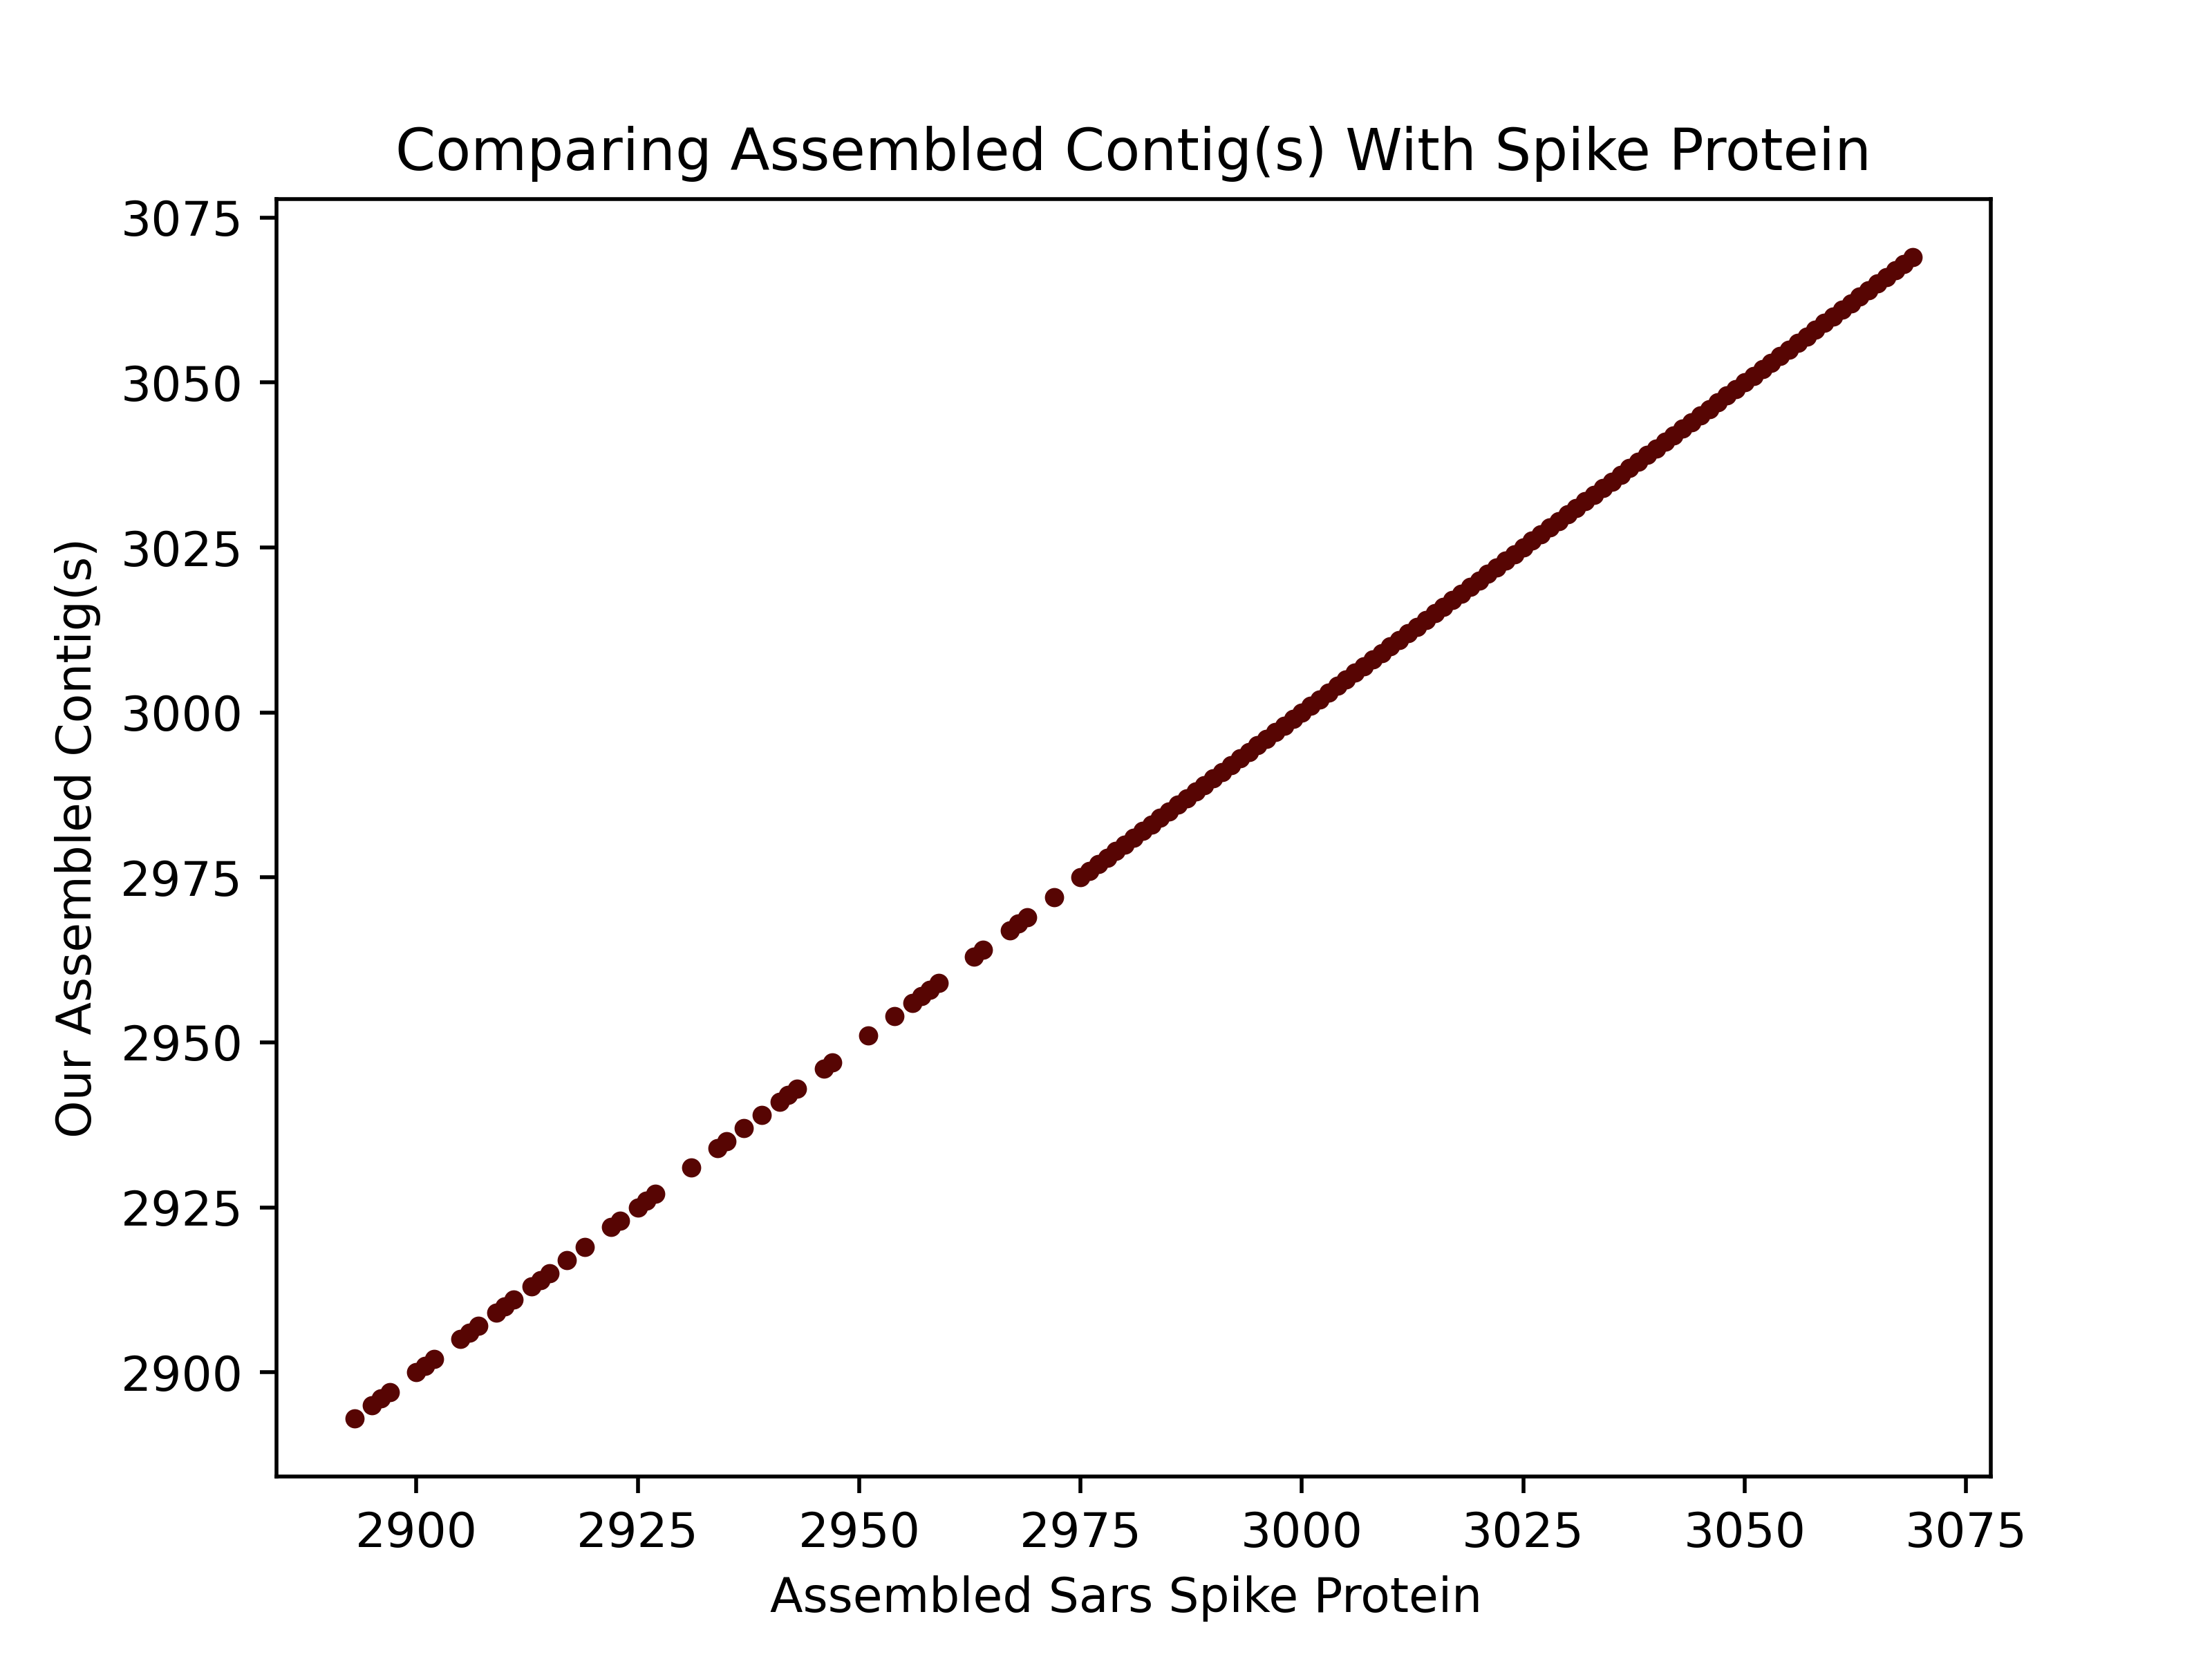 Comparing Assembled Contig(s) With Spike Protein
3075
3050
3025
3000
2975
2950
2925
2900
Our Assembled Contig(s)
2900 2925 2950 2975 3000 3025 3050 3075
Assembled Sars Spike Protein